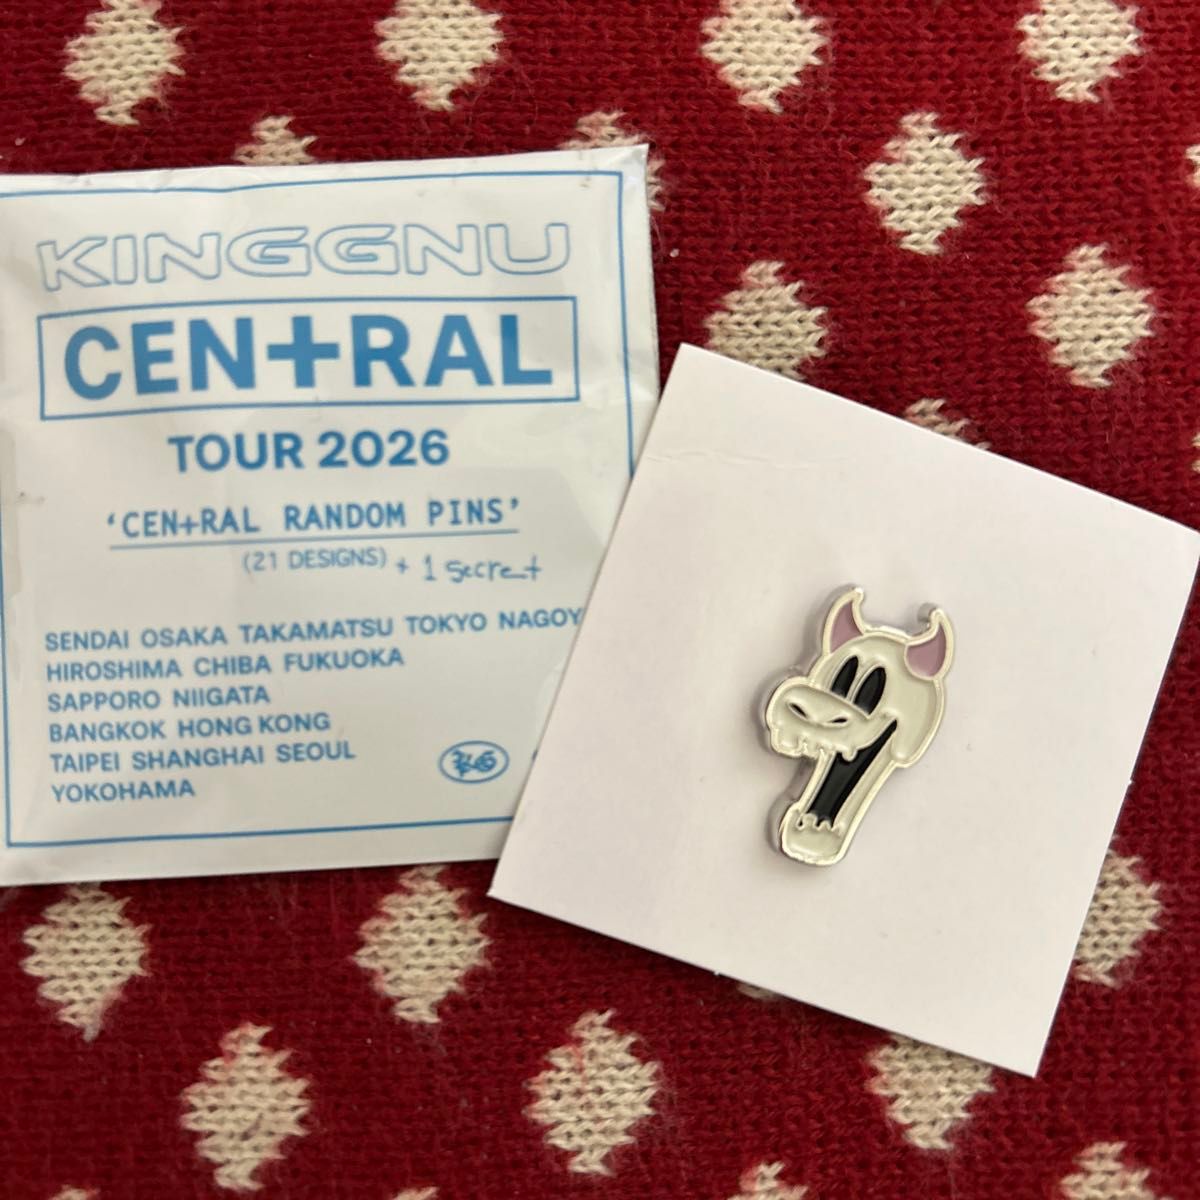 KINGGNU
CEN+RAL
TOUR 2026
‘CEN+RAL RANDOM PINS’
(21 DESIGNS) + 1 secret
SENDAI OSAKA TAKAMATSU TOKYO NAGOY
HIROSHIMA CHIBA FUKUOKA
SAPPORO NIIGATA
BANGKOK HONG KONG
TAIPEI SHANGHAI SEOUL
YOKOHAMA